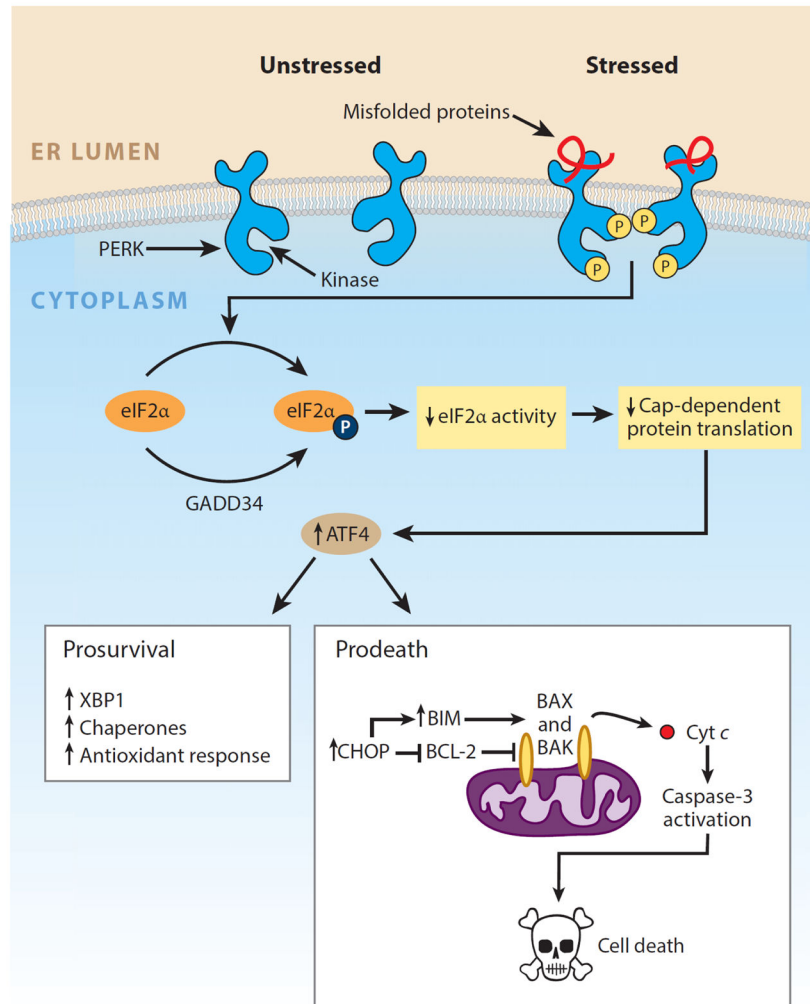 Unstressed
Stressed
Misfolded proteins
ER LUMEN
P
P
P
P
PERK
Kinase
CYTOPLASM
eIF2α
eIF2α
P
↓ eIF2α activity
↓ Cap-dependent
protein translation
GADD34
↑ ATF4
Prosurvival
↑ XBP1
↑ Chaperones
↑ Antioxidant response
Prodeath
↑ BIM
BAX
and
BAK
↑ CHOP
BCL-2
Cyt c
Caspase-3
activation
Cell death